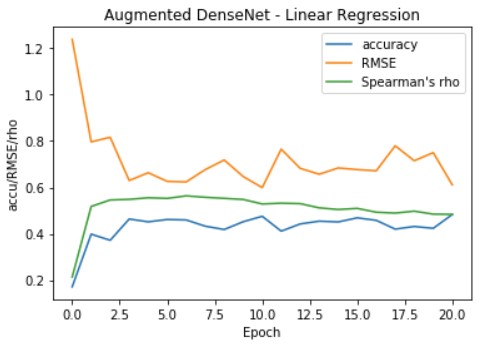 Augmented DenseNet - Linear Regression
accuracy
RMSE
Spearman's rho
accu/RMSE/rho
1.2
1.0
0.8
0.6
0.4
0.2
0.0 2.5 5.0 7.5 10.0 12.5 15.0 17.5 20.0
Epoch